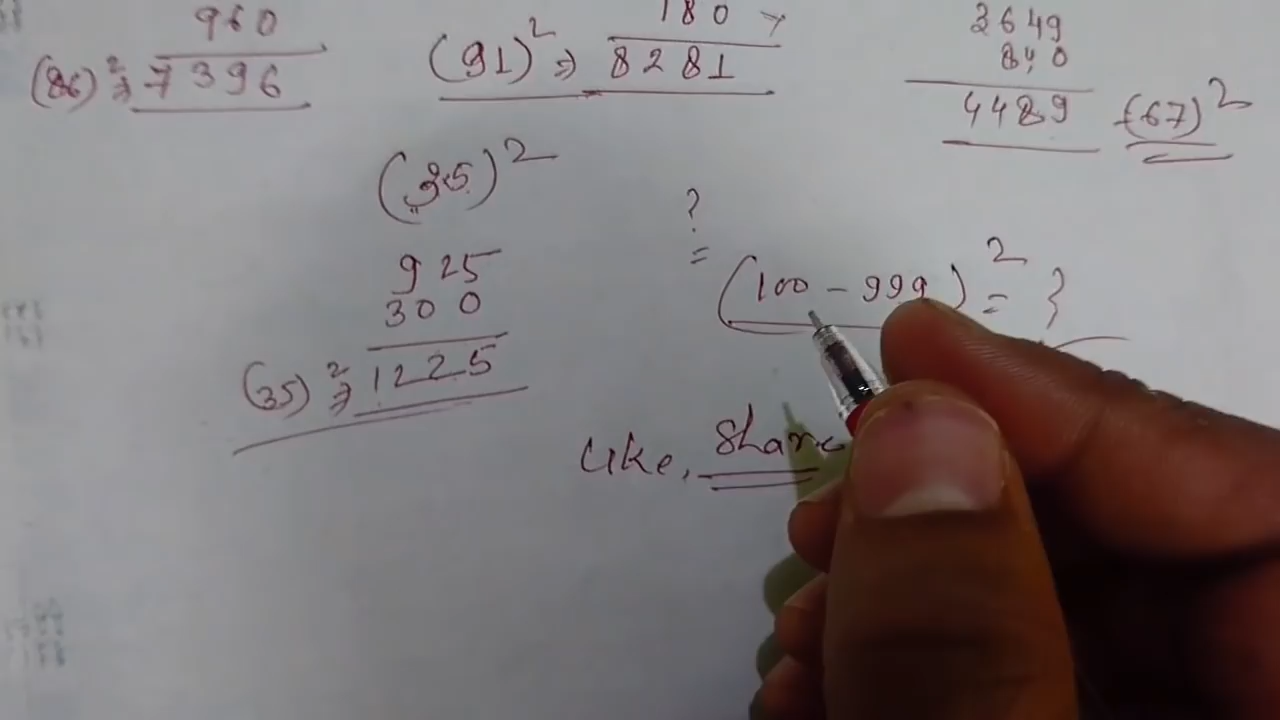 960
(86)² ⇒ 7396
180
(91)² ⇒ 8281
3649
840
4489 (67)²
(35)²
925
300
(35)² ⇒ 1225
?
= (100 - 999)² = }
Like, Share